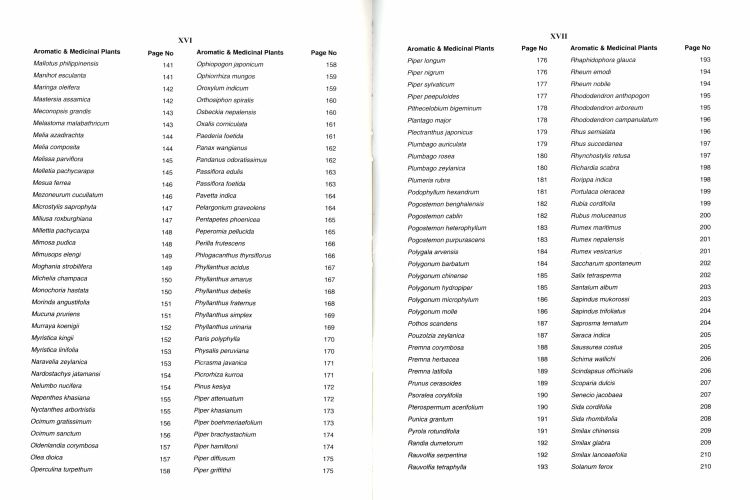 XVI
Aromatic & Medicinal Plants Page No Aromatic & Medicinal Plants Page No
Mallotus philippinensis 141 Ophiopogon japonicum 158
Manihot esculanta 141 Ophiorrhiza mungos 159
Maringa oleifera 142 Oroxylum indicum 159
Mastersia assamica 142 Orthosiphon spiralis 160
Meconopsis grandis 143 Osbeckia nepalensis 160
Melastoma malabathricum 143 Oxalis corniculata 161
Melia azadirachta 144 Paederia foetida 161
Melia composita 144 Panax wangianus 162
Melissa parviflora 145 Pandanus odoratissimus 162
Melletia pachycarapa 145 Passiflora edulis 163
Mesua ferrea 146 Passiflora foetida 163
Mezoneurum cucullatum 146 Pavetta indica 164
Microstylis saprophyta 147 Pelargonium graveolens 164
Miliusa roxburghiana 147 Pentapetes phoenicea 165
Millettia pachycarpa 148 Peperomia pellucida 165
Mimosa pudica 148 Perilla frutescens 166
Mimusops elengi 149 Phlogacanthus thyrsiflorus 166
Moghania strobilifera 149 Phyllanthus acidus 167
Michelia champaca 150 Phyllanthus amarus 167
Monochoria hastata 150 Phyllanthus debelis 168
Morinda angustifolia 151 Phyllanthus fraternus 168
Mucuna pruriens 151 Phyllanthus simplex 169
Murraya koenigii 152 Phyllanthus urinaria 169
Myristica kingii 152 Paris polyphylla 170
Myristica linifolia 153 Physalis peruviana 170
Naravelia zeylanica 153 Picrasma javanica 171
Nardostachys jatamansi 154 Picrorhiza kurroa 171
Nelumbo nucifera 154 Pinus kesiya 172
Nepenthes khasiana 155 Piper attenuatum 172
Nyctanthes arbortristis 155 Piper khasianum 173
Ocimum gratissimum 156 Piper boehmeriaefolium 173
Ocimum sanctum 156 Piper brachystachium 174
Oldenlandia corymbosa 157 Piper hamiltonii 174
Olea dioica 157 Piper diffusum 175
Operculina turpethum 158 Piper griffithii 175
XVII
Aromatic & Medicinal Plants Page No Aromatic & Medicinal Plants Page No
Piper longum 176 Rhaphidophora glauca 193
Piper nigrum 176 Rheum emodi 194
Piper sylvaticum 177 Rheum nobile 194
Piper peepuloides 177 Rhododendron anthopogon 195
Pithecelobium bigeminum 178 Rhododendron arboreum 195
Plantago major 178 Rhododendron campanulatum 196
Plectranthus japonicus 179 Rhus semialata 196
Plumbago auriculata 179 Rhus succedanea 197
Plumbago rosea 180 Rhynchostylis retusa 197
Plumbago zeylanica 180 Richardia scabra 198
Plumeria rubra 181 Rorippa indica 198
Podophyllum hexandrum 181 Portulaca oleracea 199
Pogostemon benghalensis 182 Rubia cordifolia 199
Pogostemon cablin 182 Rubus moluceanus 200
Pogostemon heterophyllum 183 Rumex maritimus 200
Pogostemon purpurascens 183 Rumex nepalensis 201
Polygala arvensis 184 Rumex vesicarius 201
Polygonum barbatum 184 Saccharum spontaneum 202
Polygonum chinense 185 Salix tetrasperma 202
Polygonum hydropiper 185 Santalum album 203
Polygonum microphylum 186 Sapindus mukorossi 203
Polygonum molle 186 Sapindus trifoliatus 204
Pothos scandens 187 Saprosma ternatum 204
Pouzolzia zeylanica 187 Saraca indica 205
Premna corymbosa 188 Saussurea costus 205
Premna herbacea 188 Schima wallichi 206
Premna latifolia 189 Scindapsus officinalis 206
Prunus cerasoides 189 Scoparia dulcis 207
Psoralea corylifolia 190 Senecio jacobaea 207
Pterospermum acerifolium 190 Sida cordifolia 208
Punica grantum 191 Sida rhombifolia 208
Pyrola rotundifolia 191 Smilax chinensis 209
Randia dumetorum 192 Smilax glabra 209
Rauvolfia serpentina 192 Smilax lanceaefolia 210
Rauvolfia tetraphylla 193 Solanum ferox 210